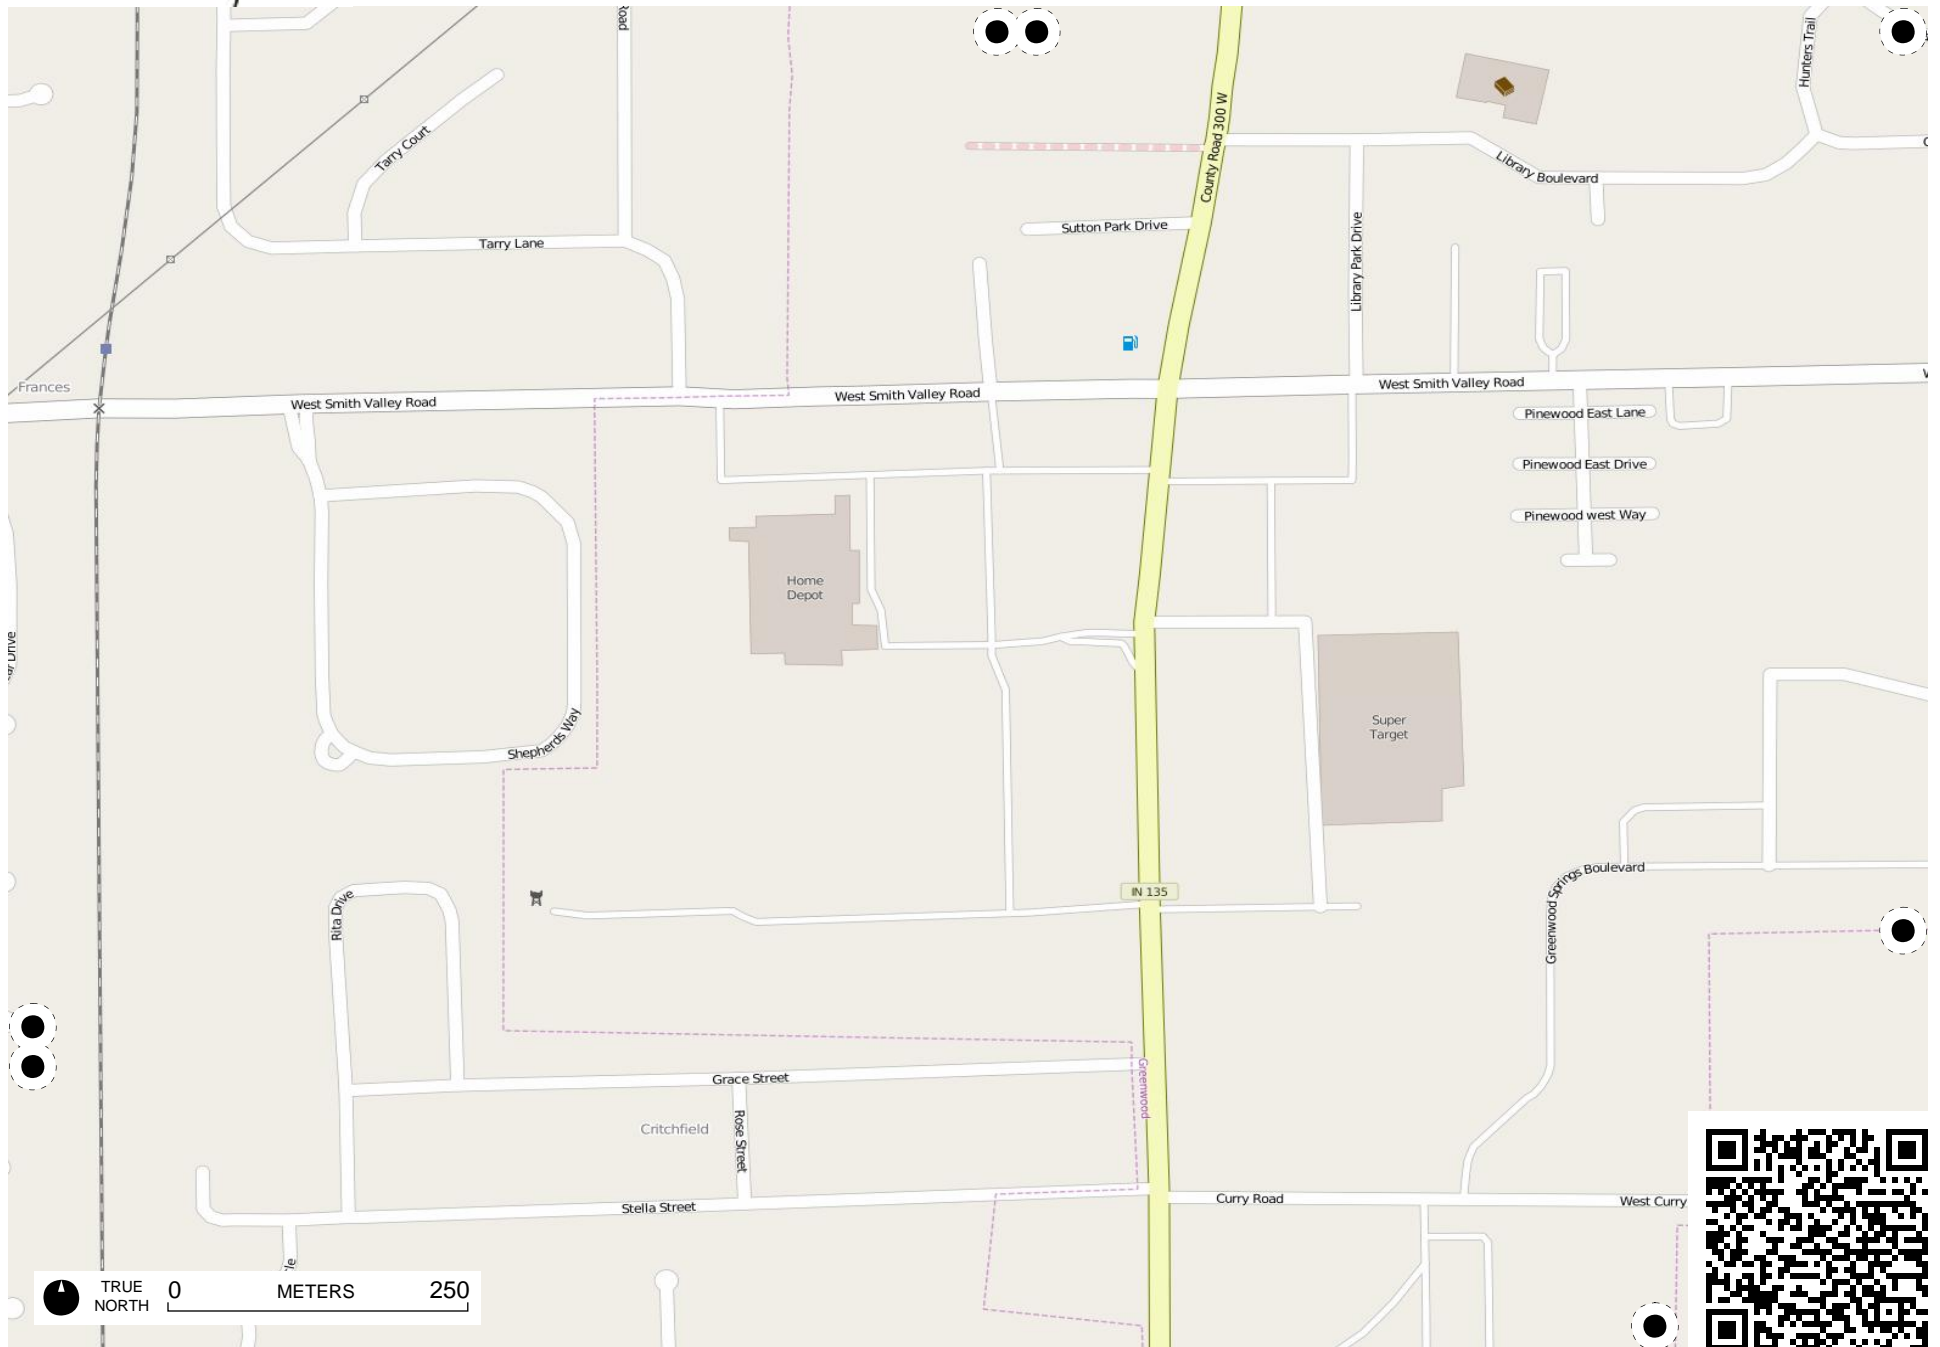 Road
Hunters Trail
County Road 300 W
Tarry Court
Library Boulevard
Sutton Park Drive
Tarry Lane
Library Park Drive
Frances
West Smith Valley Road
West Smith Valley Road
West Smith Valley Road
Pinewood East Lane
Pinewood East Drive
Pinewood west Way
Home
Depot
Drive
Super
Target
Shepherds Way
Greenwood Springs Boulevard
IN 135
Rita Drive
Greenwood
Grace Street
Critchfield
Rose Street
Stella Street
Curry Road
West Curry
TRUE
NORTH
0
METERS
250